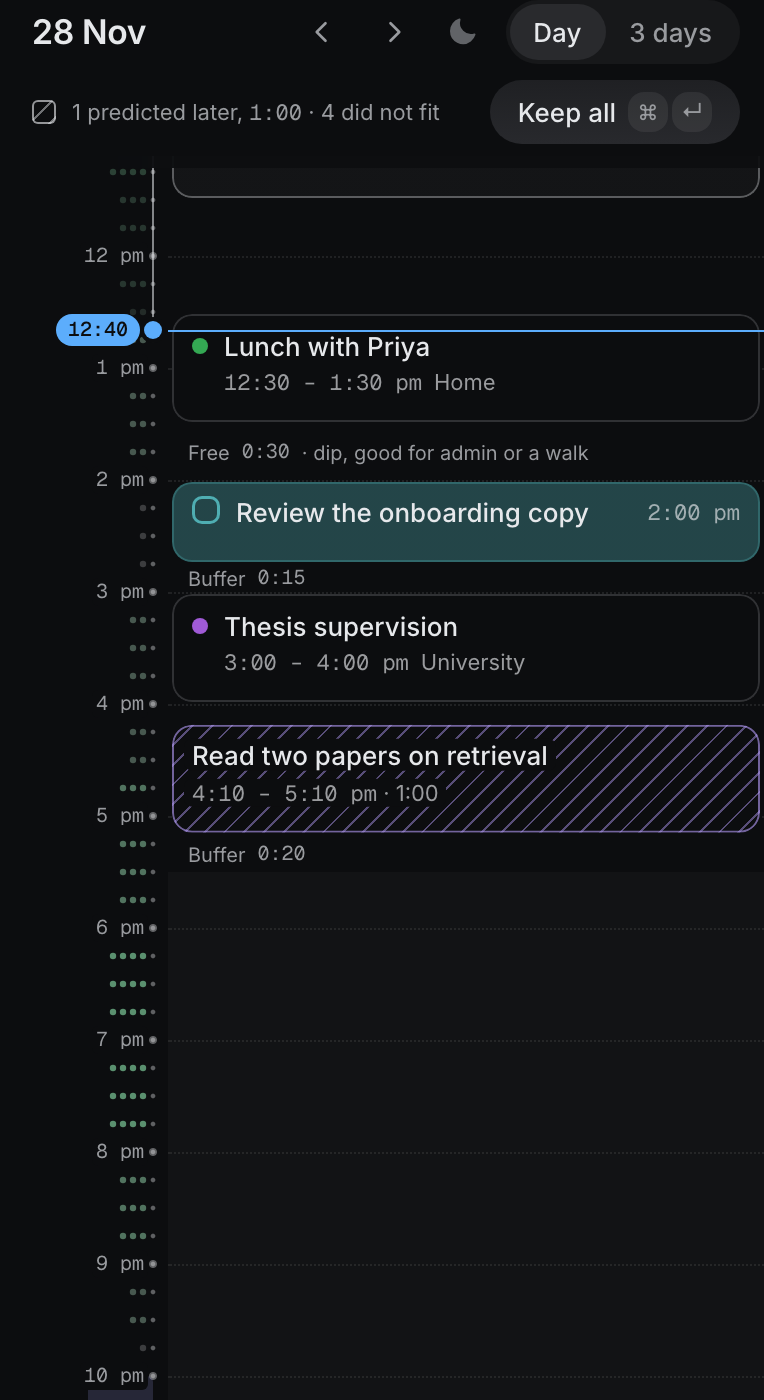 28 Nov
Day
3 days
1 predicted later, 1:00 · 4 did not fit
Keep all ⌘ ↵
12 pm
12:40
Lunch with Priya
12:30 – 1:30 pm Home
1 pm
Free 0:30 · dip, good for admin or a walk
2 pm
Review the onboarding copy 2:00 pm
Buffer 0:15
3 pm
Thesis supervision
3:00 – 4:00 pm University
4 pm
Read two papers on retrieval
4:10 – 5:10 pm · 1:00
5 pm
Buffer 0:20
6 pm
7 pm
8 pm
9 pm
10 pm